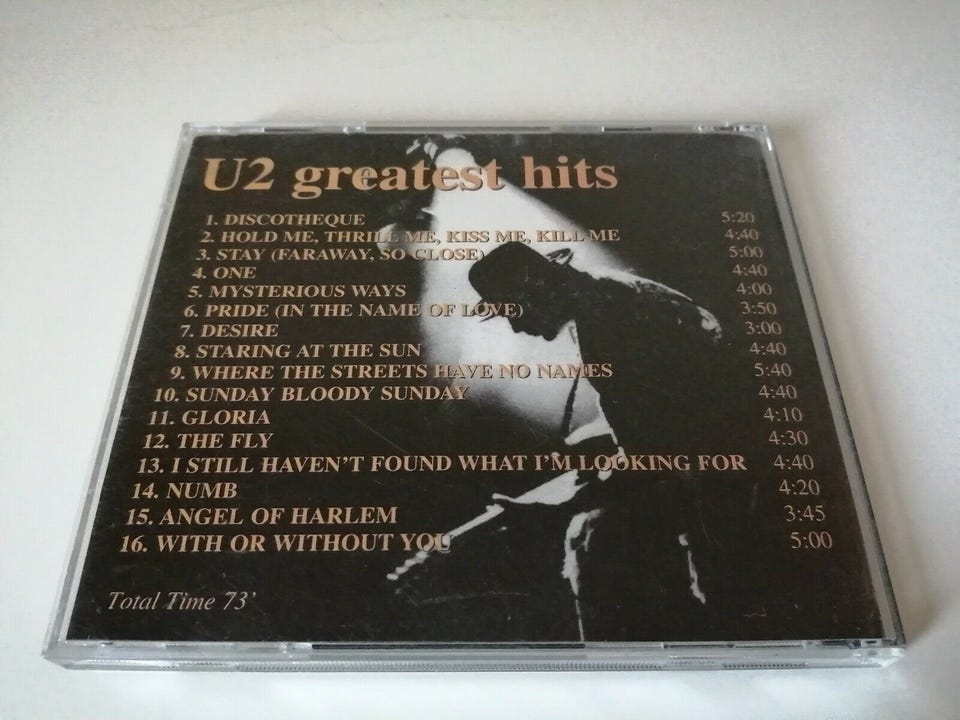 U2 greatest hits
1. DISCOTHEQUE 5:20
2. HOLD ME, THRILL ME, KISS ME, KILL ME 4:40
3. STAY (FARAWAY, SO CLOSE) 5:00
4. ONE 4:40
5. MYSTERIOUS WAYS 4:00
6. PRIDE (IN THE NAME OF LOVE) 3:50
7. DESIRE 3:00
8. STARING AT THE SUN 4:40
9. WHERE THE STREETS HAVE NO NAMES 5:40
10. SUNDAY BLOODY SUNDAY 4:40
11. GLORIA 4:10
12. THE FLY 4:30
13. I STILL HAVEN'T FOUND WHAT I'M LOOKING FOR 4:40
14. NUMB 4:20
15. ANGEL OF HARLEM 3:45
16. WITH OR WITHOUT YOU 5:00
Total Time 73'